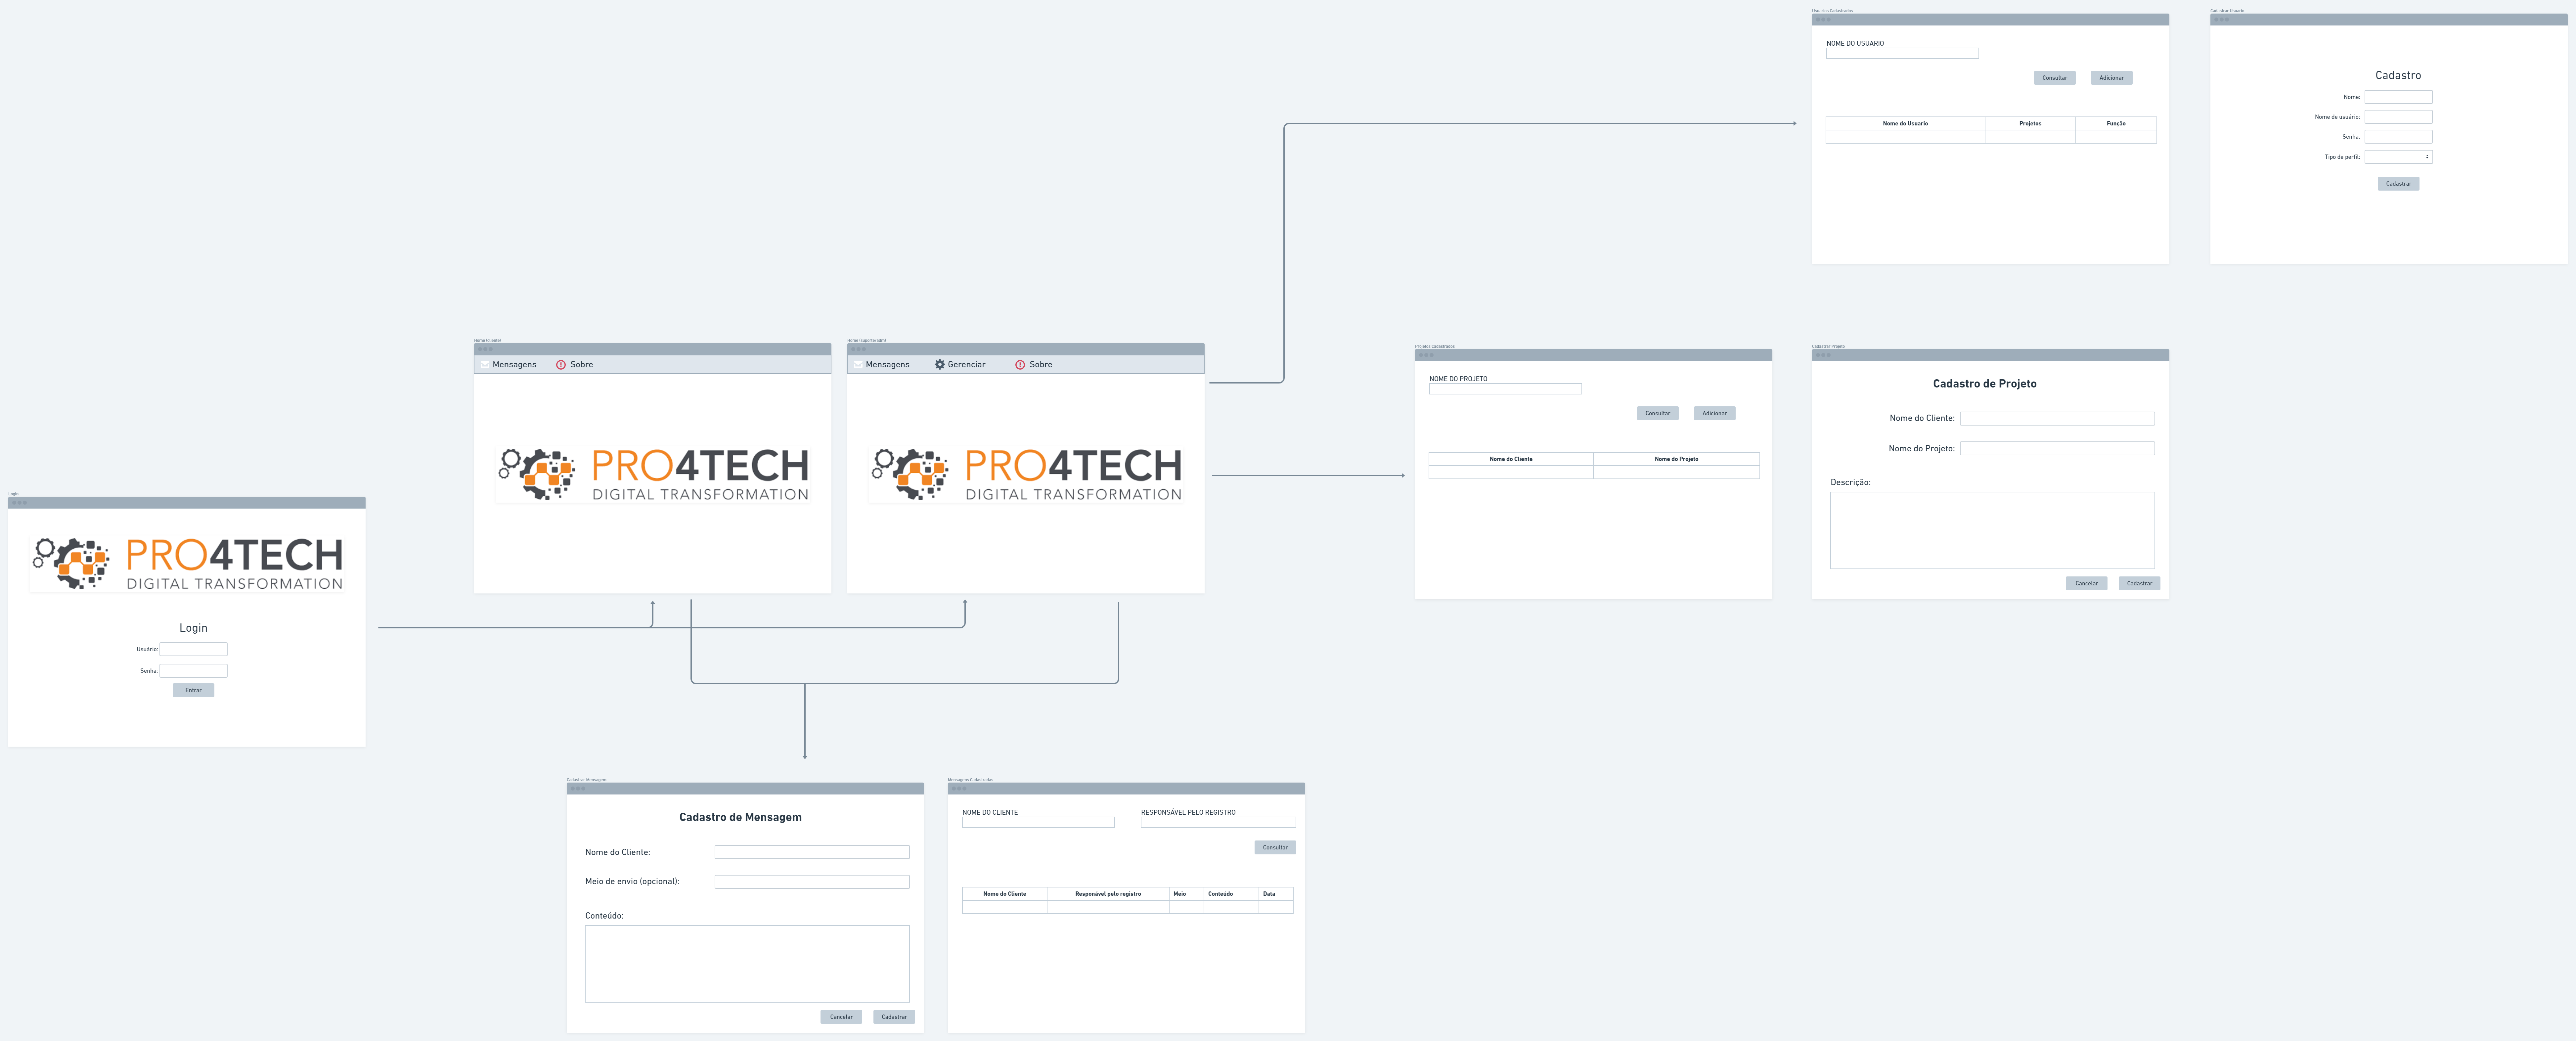 Usuarios Cadastrados
NOME DO USUARIO
Consultar Adicionar
Nome do Usuario Projetos Função
Cadastrar Usuario
Cadastro
Nome:
Nome de usuário:
Senha:
Tipo de perfil:
Cadastrar
Home (cliente)
Mensagens Sobre
PRO4TECH
DIGITAL TRANSFORMATION
Home (suporte/adm)
Mensagens Gerenciar Sobre
PRO4TECH
DIGITAL TRANSFORMATION
Projetos Cadastrados
NOME DO PROJETO
Consultar Adicionar
Nome do Cliente Nome do Projeto
Cadastrar Projeto
Cadastro de Projeto
Nome do Cliente:
Nome do Projeto:
Descrição:
Cancelar Cadastrar
Login
PRO4TECH
DIGITAL TRANSFORMATION
Login
Usuário:
Senha:
Entrar
Cadastrar Mensagem
Cadastro de Mensagem
Nome do Cliente:
Meio de envio (opcional):
Conteúdo:
Cancelar Cadastrar
Mensagens Cadastradas
NOME DO CLIENTE RESPONSÁVEL PELO REGISTRO
Consultar
Nome do Cliente Responável pelo registro Meio Conteúdo Data